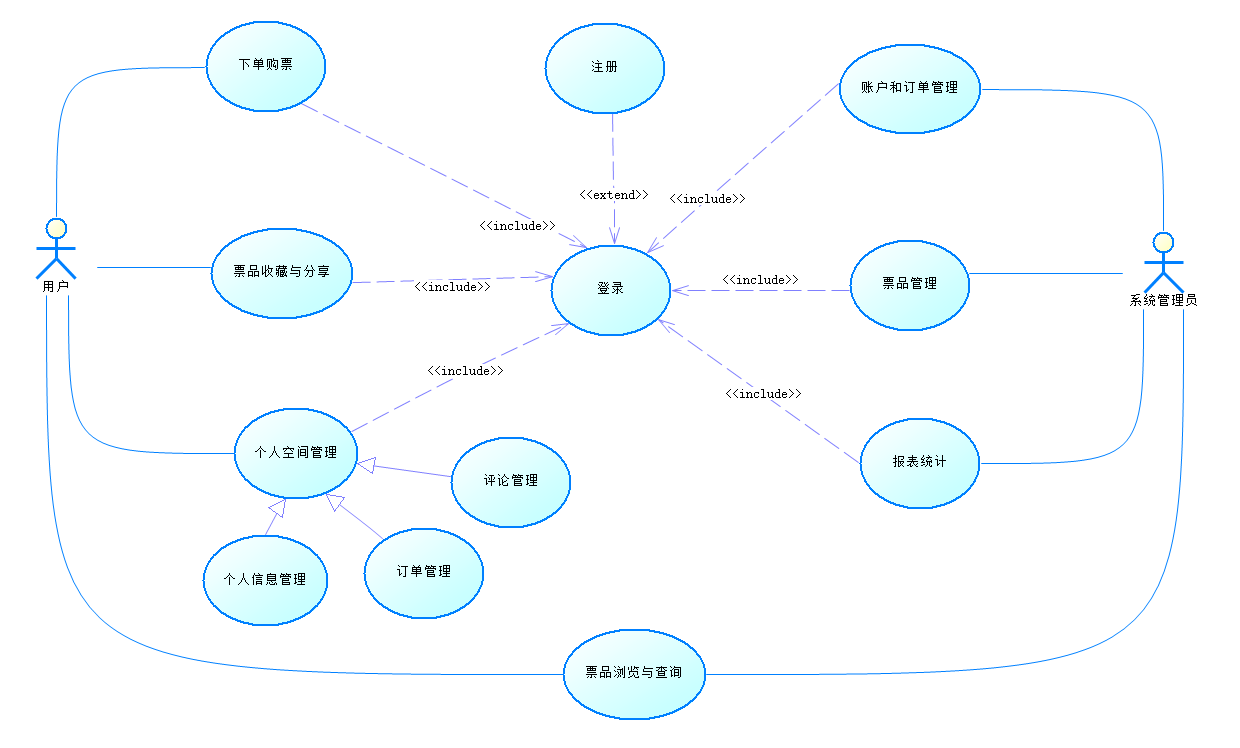 下单购票
注册
账户和订单管理
<<extend>>
<<include>>
<<include>>
用户
票品收藏与分享
<<include>>
登录
<<include>>
票品管理
系统管理员
<<include>>
<<include>>
个人空间管理
评论管理
报表统计
个人信息管理
订单管理
票品浏览与查询